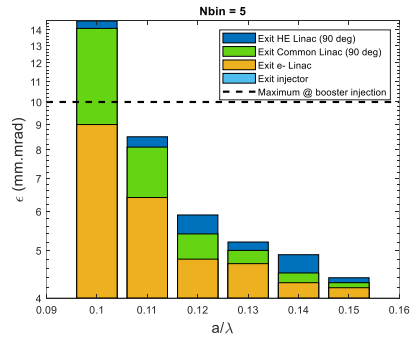 Nbin = 5
Exit HE Linac (90 deg)
Exit Common Linac (90 deg)
Exit e- Linac
Exit injector
Maximum @ booster injection
ϵ (mm.mrad)
14
13
12
11
10
9
8
7
6
5
4
0.09 0.1 0.11 0.12 0.13 0.14 0.15 0.16
a/λ